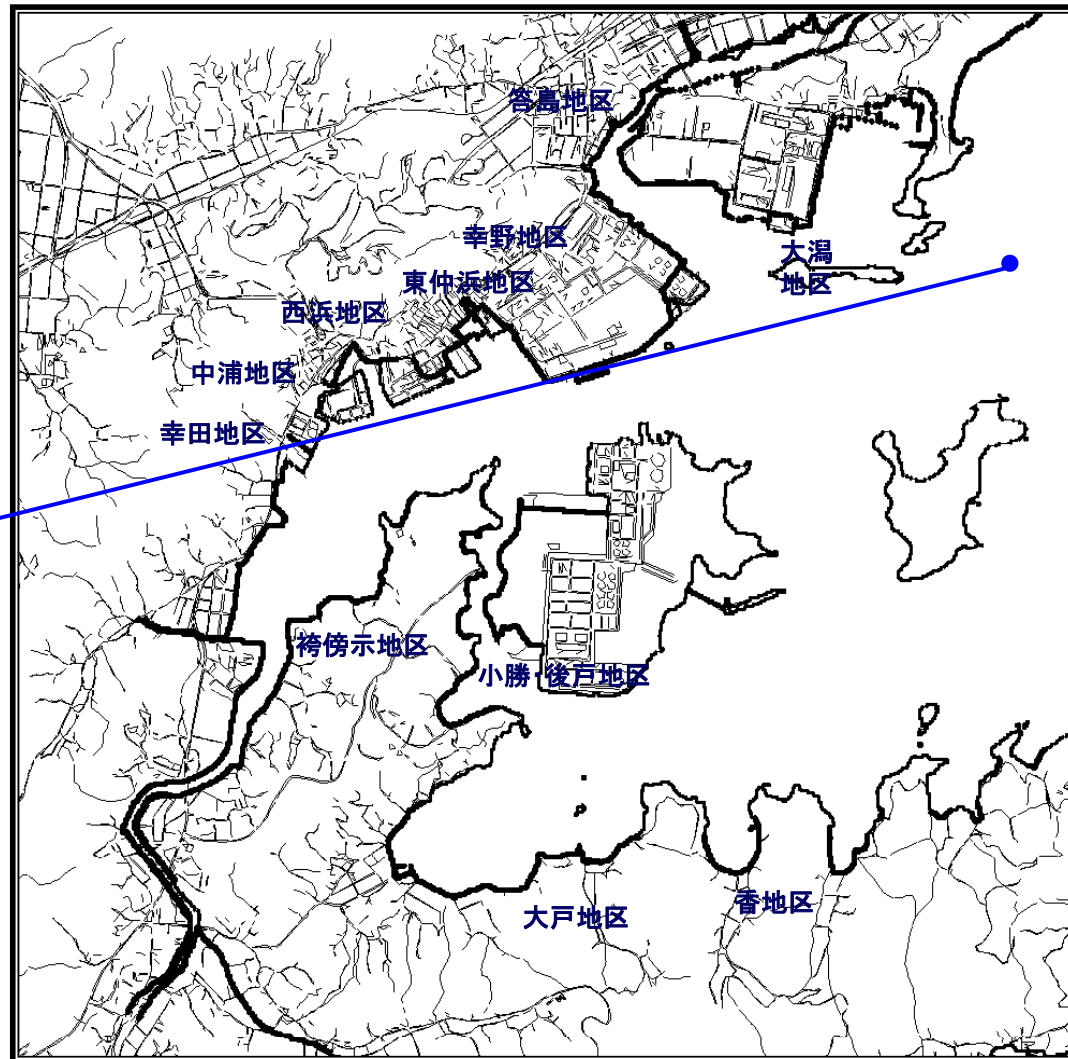 答島地区
幸野地区
大潟
地区
東仲浜地区
西浜地区
中浦地区
幸田地区
袴傍示地区
小勝・後戸地区
香地区
大戸地区